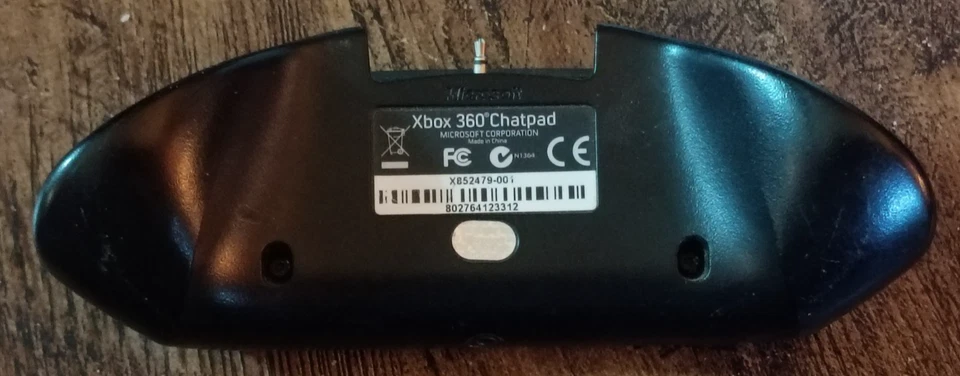 Microsoft
Xbox 360® Chatpad
MICROSOFT CORPORATION
Made in China
FC CE
N1364
X852479-001
802764123312